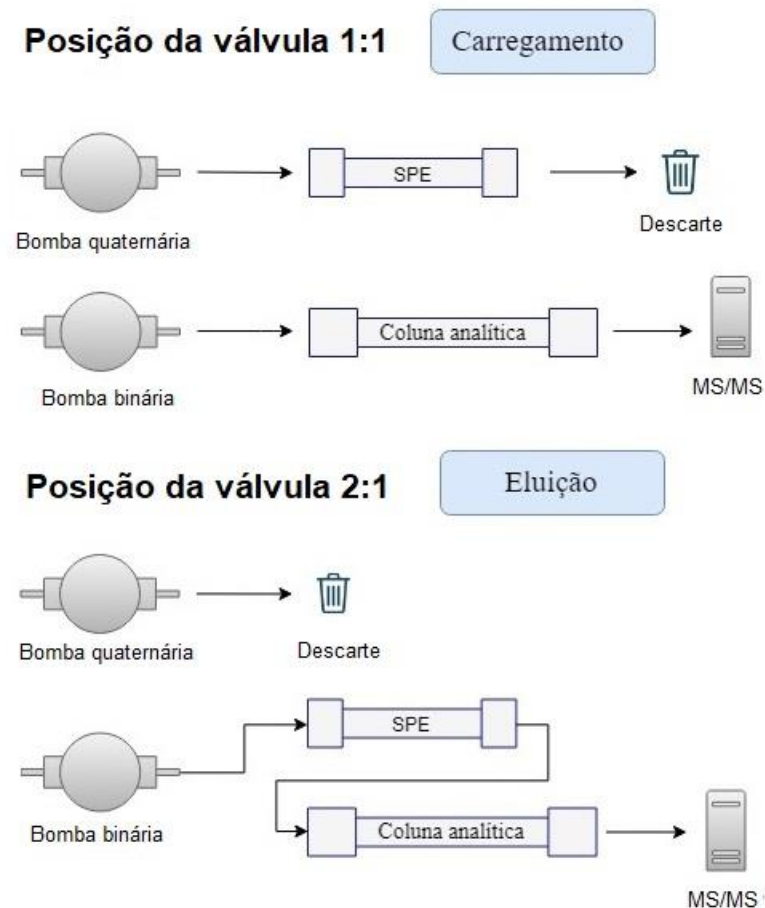 Posição da válvula 1:1
Carregamento
SPE
Bomba quaternária
Descarte
Coluna analítica
Bomba binária
MS/MS
Posição da válvula 2:1
Eluição
Bomba quaternária
Descarte
SPE
Bomba binária
Coluna analítica
MS/MS